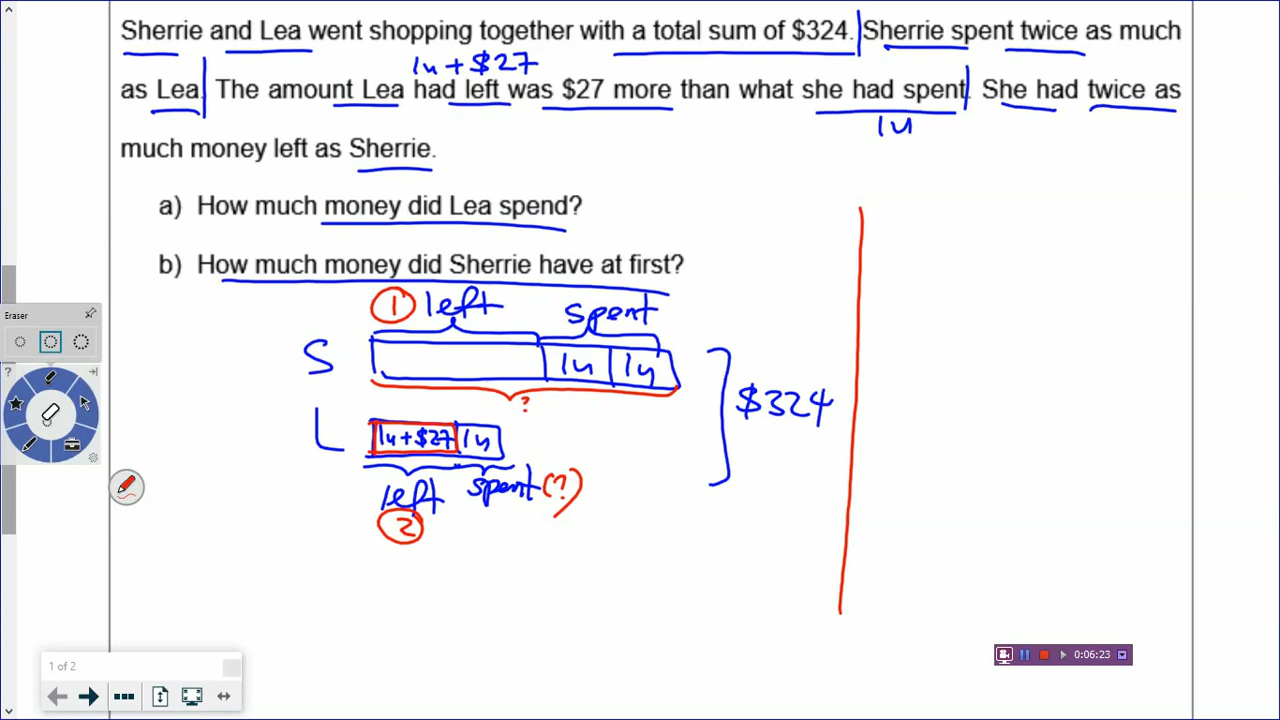 Sherrie and Lea went shopping together with a total sum of $324. Sherrie spent twice as much
1u + $27
as Lea. The amount Lea had left was $27 more than what she had spent. She had twice as
1u
much money left as Sherrie.
a) How much money did Lea spend?
b) How much money did Sherrie have at first?
Eraser
1 left spent
S 1u 1u
?
$324
L 1u + $27 1u
left spent (?)
2
1 of 2
0:06:23